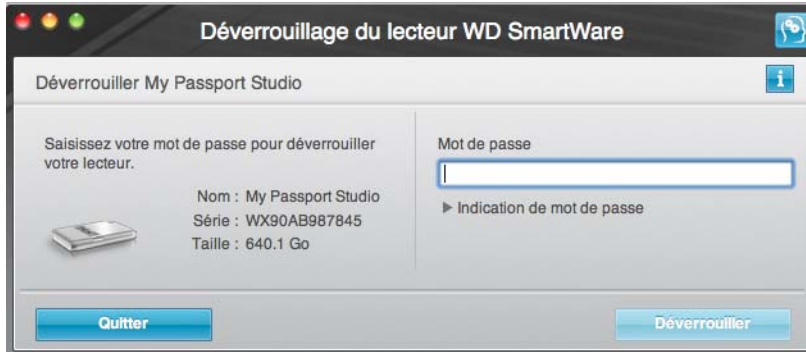 Déverrouillage du lecteur WD SmartWare
Déverrouiller My Passport Studio
i
Saisissez votre mot de passe pour déverrouiller
votre lecteur.
Nom : My Passport Studio
Série : WX90AB987845
Taille : 640.1 Go
Mot de passe
Indication de mot de passe
Quitter
Déverrouiller